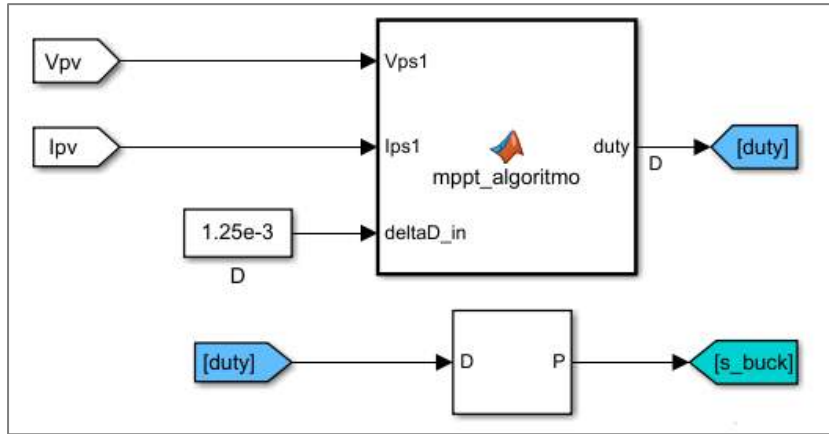 Vpv
Vps1
Ipv
Ips1
mppt_algoritmo
duty
D
[duty]
1.25e-3
deltaD_in
D
[duty]
D
P
[s_buck]